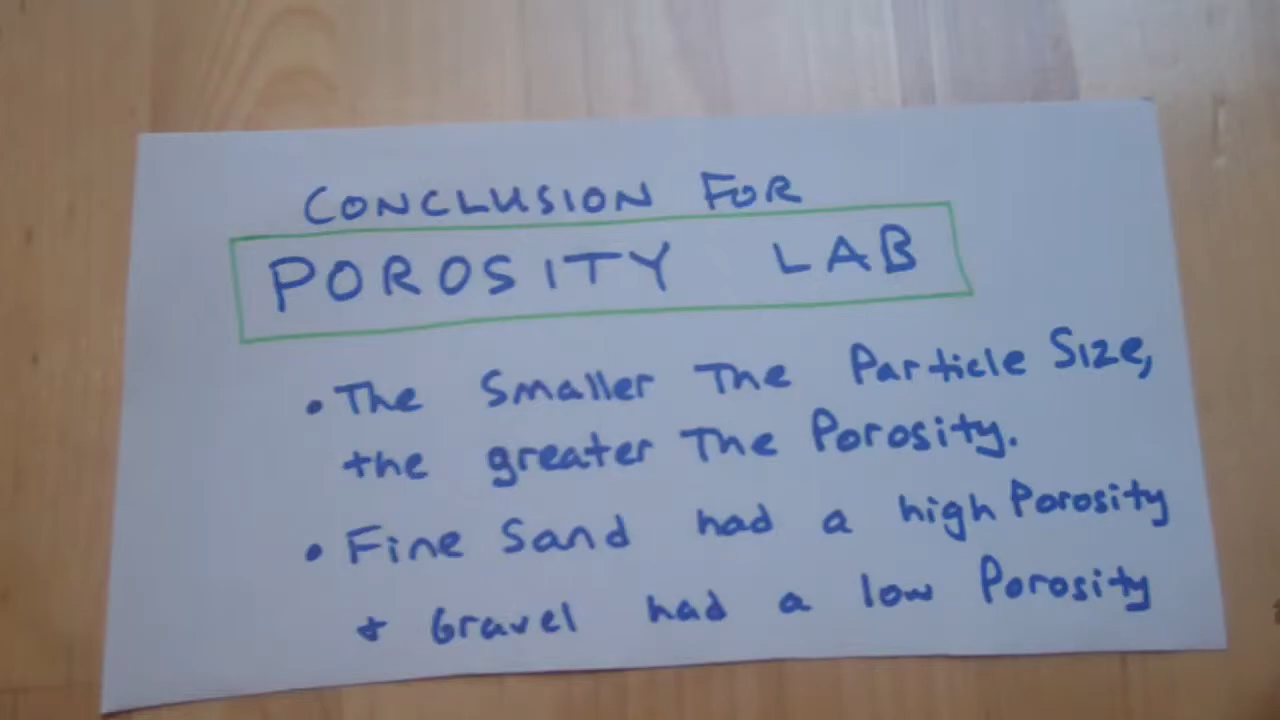 CONCLUSION FOR
POROSITY LAB
• The Smaller The Particle Size,
the greater The Porosity.
• Fine Sand had a high Porosity
+ Gravel had a low Porosity